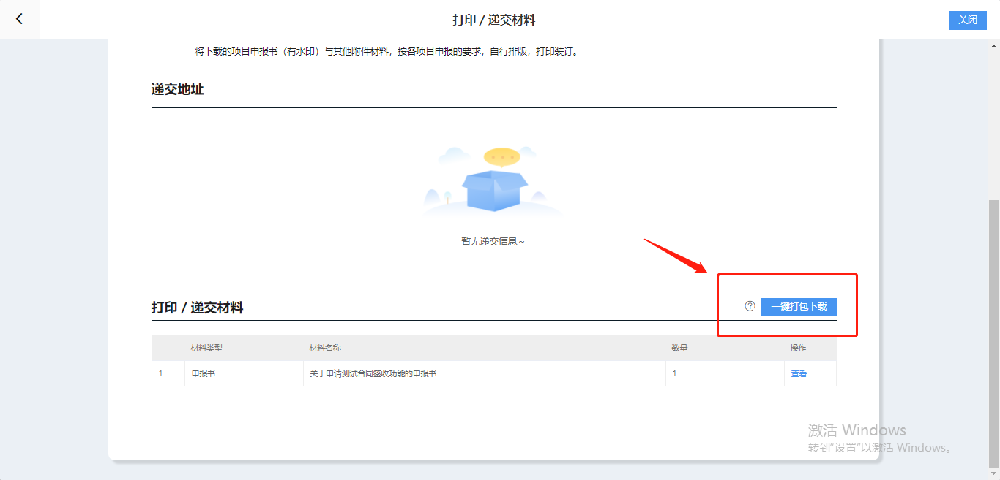 打印 / 递交材料
关闭
将下载的项目申报书（有水印）与其他附件材料，按各项目申报的要求，自行排版，打印装订。
递交地址
暂无递交信息～
打印 / 递交材料
? 一键打包下载
材料类型 材料名称 数量 操作
1 申报书 关于申请测试合同签收功能的申报书 1 查看
激活 Windows
转到"设置"以激活 Windows。